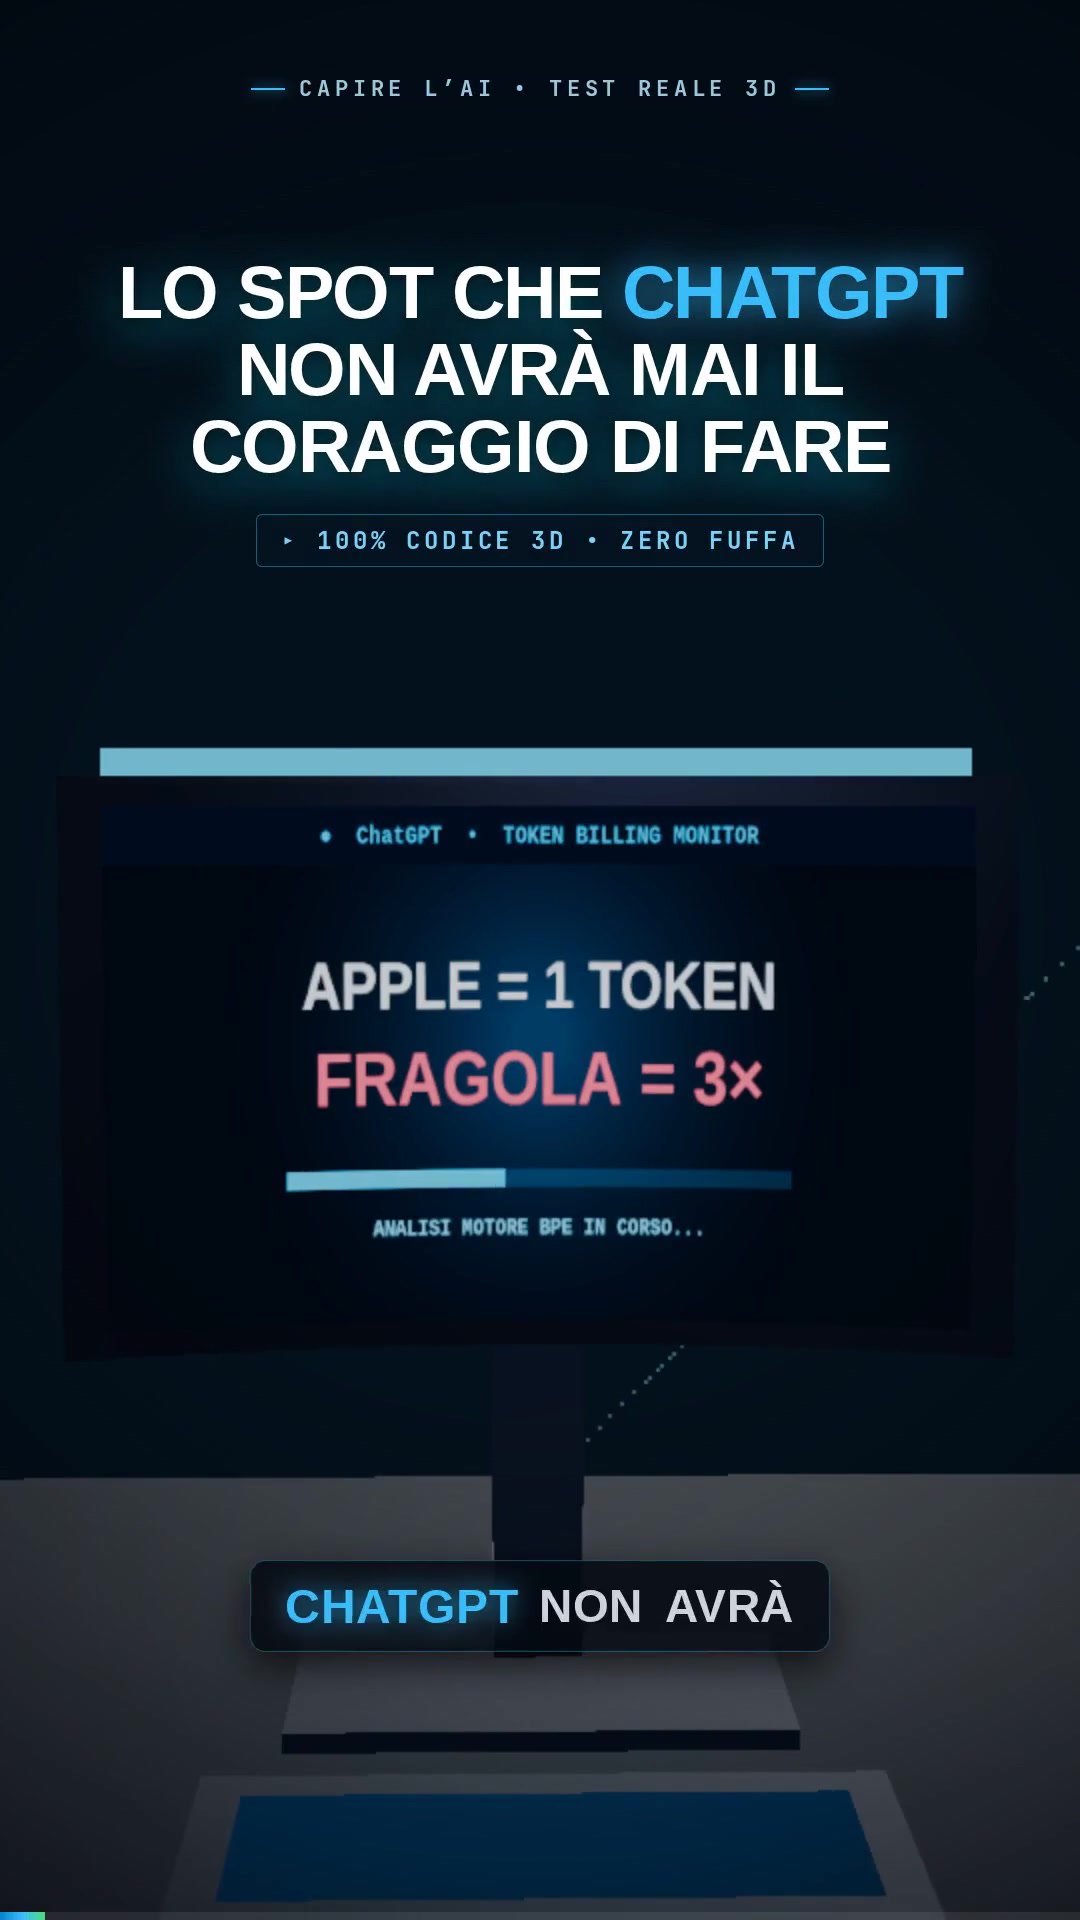 CAPIRE L’AI • TEST REALE 3D
LO SPOT CHE CHATGPT
NON AVRÀ MAI IL
CORAGGIO DI FARE
▸ 100% CODICE 3D • ZERO FUFFA
● ChatGPT • TOKEN BILLING MONITOR
APPLE = 1 TOKEN
FRAGOLA = 3×
ANALISI MOTORE BPE IN CORSO...
CHATGPT NON AVRÀ